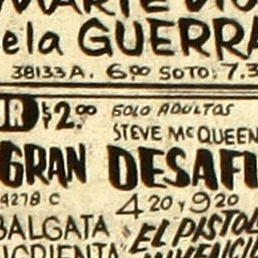 ela GUERRA
38133 A. 6.00 SOTO: 7.3
$2.00 SOLO ADULTOS
STEVE McQUEEN
GRAN DESAFI
4278 C 4 20 y 9 20
BALGATA "EL PISTOL